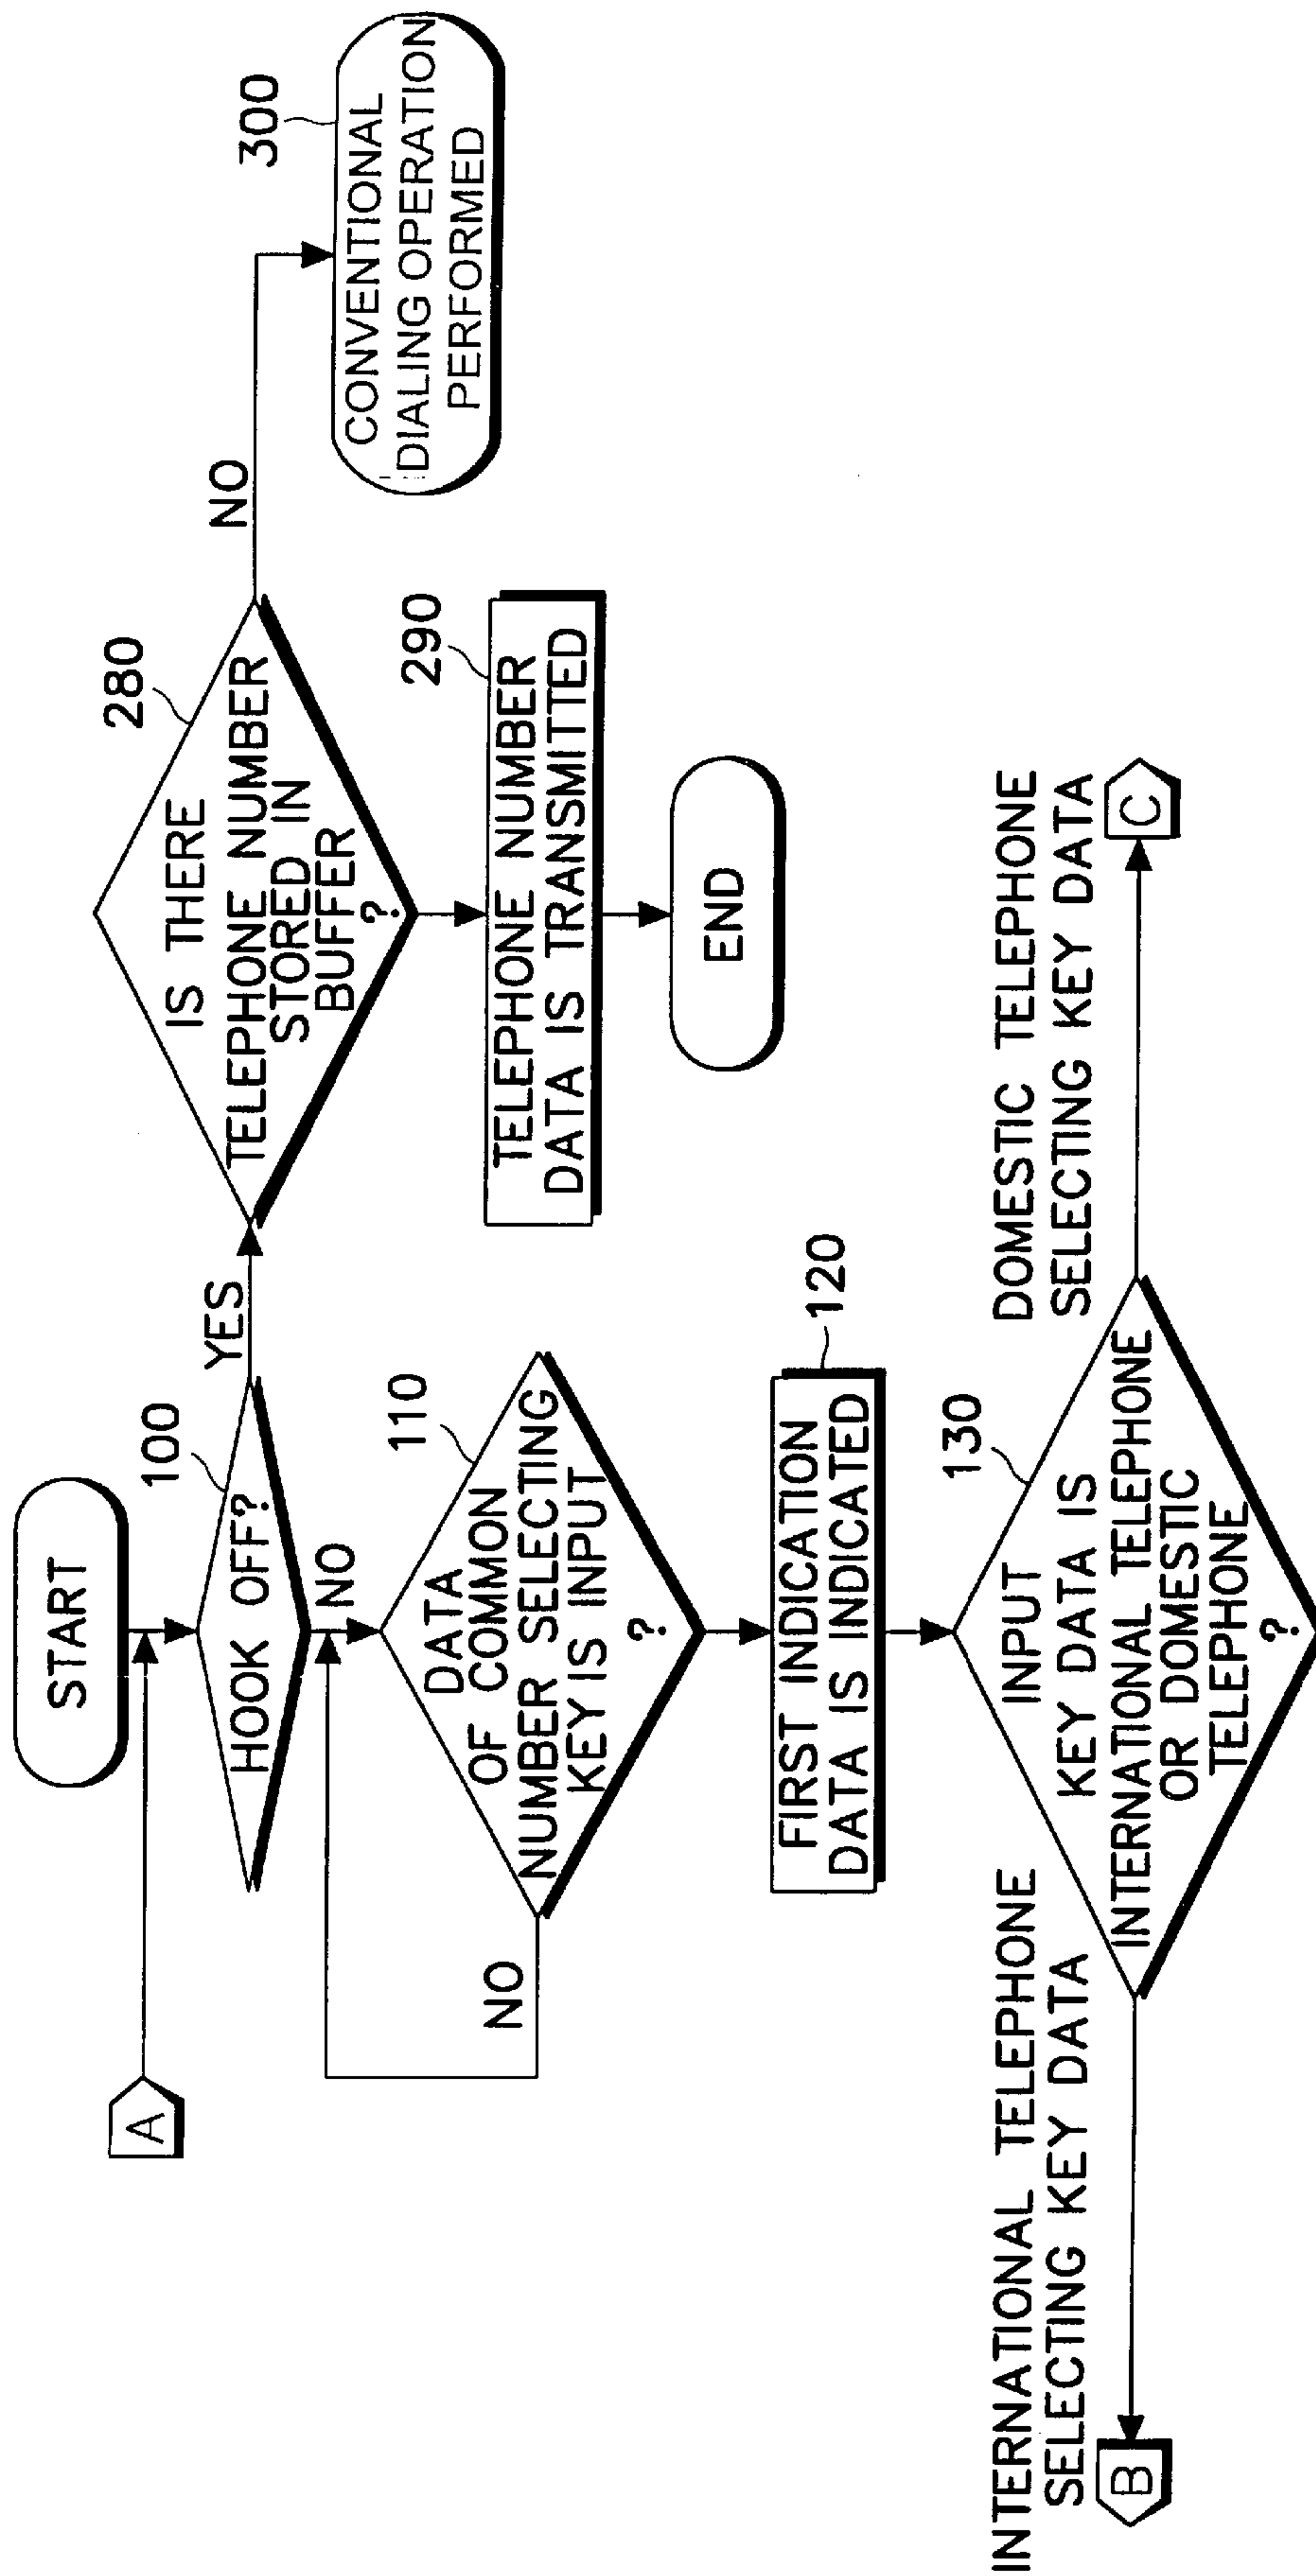 START
A
100
HOOK OFF?
YES
NO
280
IS THERE
TELEPHONE NUMBER
STORED IN
BUFFER
?
NO
300
CONVENTIONAL
DIALING OPERATION
PERFORMED
290
TELEPHONE NUMBER
DATA IS TRANSMITTED
END
110
DATA
OF COMMON
NUMBER SELECTING
KEY IS INPUT
?
NO
120
FIRST INDICATION
DATA IS INDICATED
130
INPUT
KEY DATA IS
INTERNATIONAL TELEPHONE
OR DOMESTIC
TELEPHONE
?
INTERNATIONAL TELEPHONE
SELECTING KEY DATA
B
DOMESTIC TELEPHONE
SELECTING KEY DATA
C